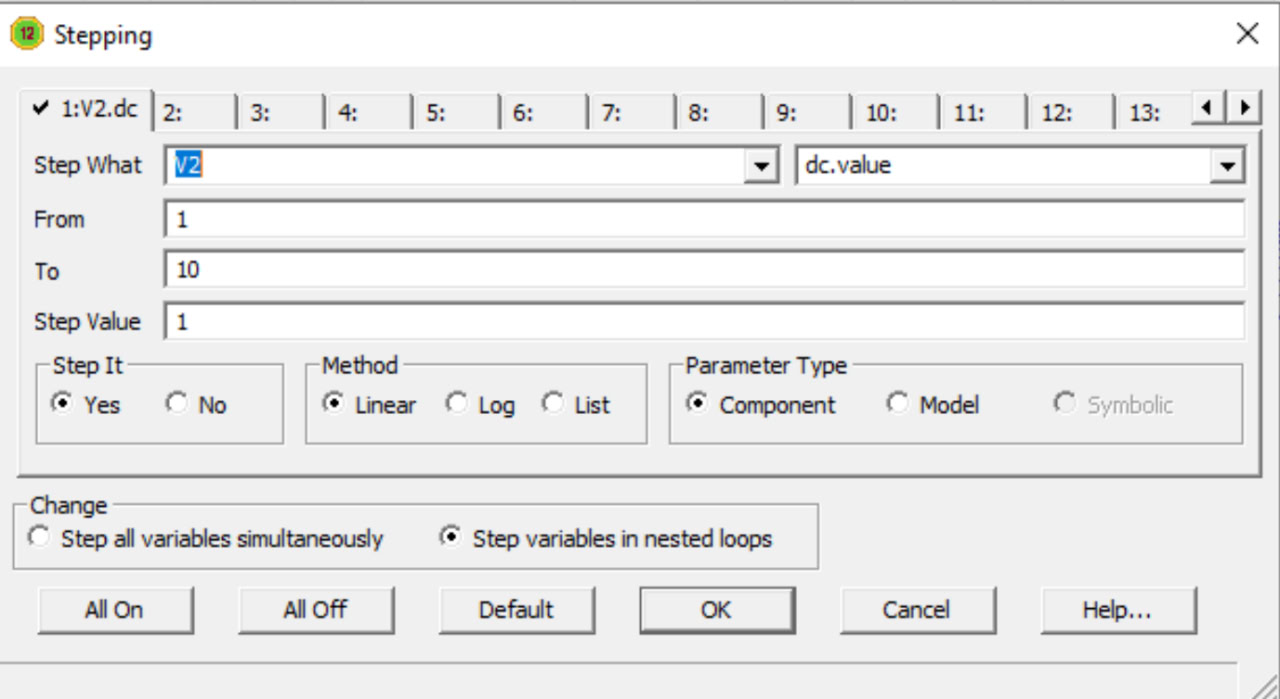 12 Stepping
✔ 1:V2.dc 2: 3: 4: 5: 6: 7: 8: 9: 10: 11: 12: 13:
Step What V2 dc.value
From 1
To 10
Step Value 1
Step It Method Parameter Type
Yes No Linear Log List Component Model Symbolic
Change
Step all variables simultaneously Step variables in nested loops
All On All Off Default OK Cancel Help...